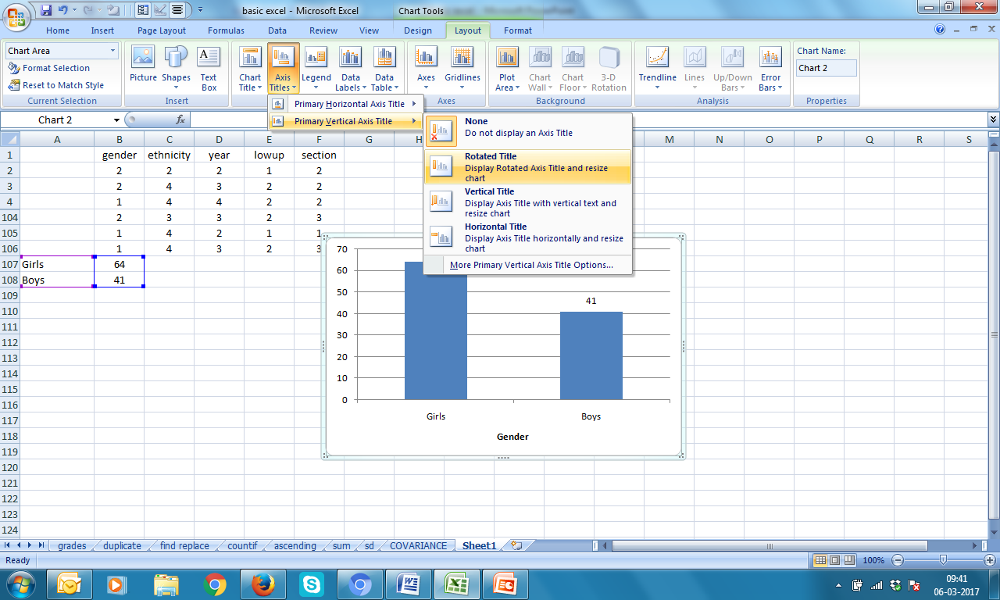 basic excel - Microsoft Excel
Chart Tools
Home Insert Page Layout Formulas Data Review View Design Layout Format
Chart Area
Format Selection
Reset to Match Style
Current Selection
Picture Shapes Text Box
Insert
Chart Title Axis Titles Legend Data Labels Data Table
Axes Gridlines
Axes
Plot Area Chart Wall Chart Floor 3-D Rotation
Background
Trendline Lines Up/Down Bars Error Bars
Analysis
Chart Name:
Chart 2
Properties
Primary Horizontal Axis Title
Primary Vertical Axis Title
None
Do not display an Axis Title
Rotated Title
Display Rotated Axis Title and resize
chart
Vertical Title
Display Axis Title with vertical text and
resize chart
Horizontal Title
Display Axis Title horizontally and resize
chart
More Primary Vertical Axis Title Options...
Chart 2 fx
A B C D E F G H M N O P Q R S
1 gender ethnicity year lowup section
2 2 2 2 1 2
3 2 4 3 2 2
4 1 4 4 2 2
104 2 3 3 2 3
105 1 4 2 1 1
106 1 4 3 2 3
107 Girls 64
108 Boys 41
109
110
111
112
113
114
115
116
117
118
119
120
121
122
123
124
70
60
50
40
30
20
10
0
41
Girls Boys
Gender
grades duplicate find replace countif ascending sum sd COVARIANCE Sheet1
Ready
100%
09:41
06-03-2017